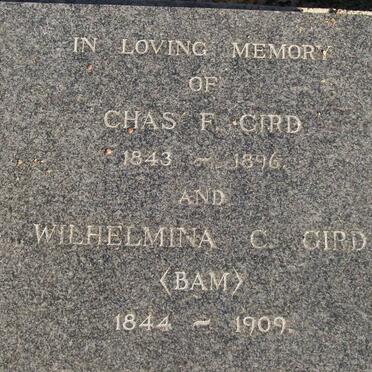 IN LOVING MEMORY
OF
CHAS F. GIRD
1843 ~ 1896.
AND
WILHELMINA C. GIRD
<BAM>
1844 ~ 1909.